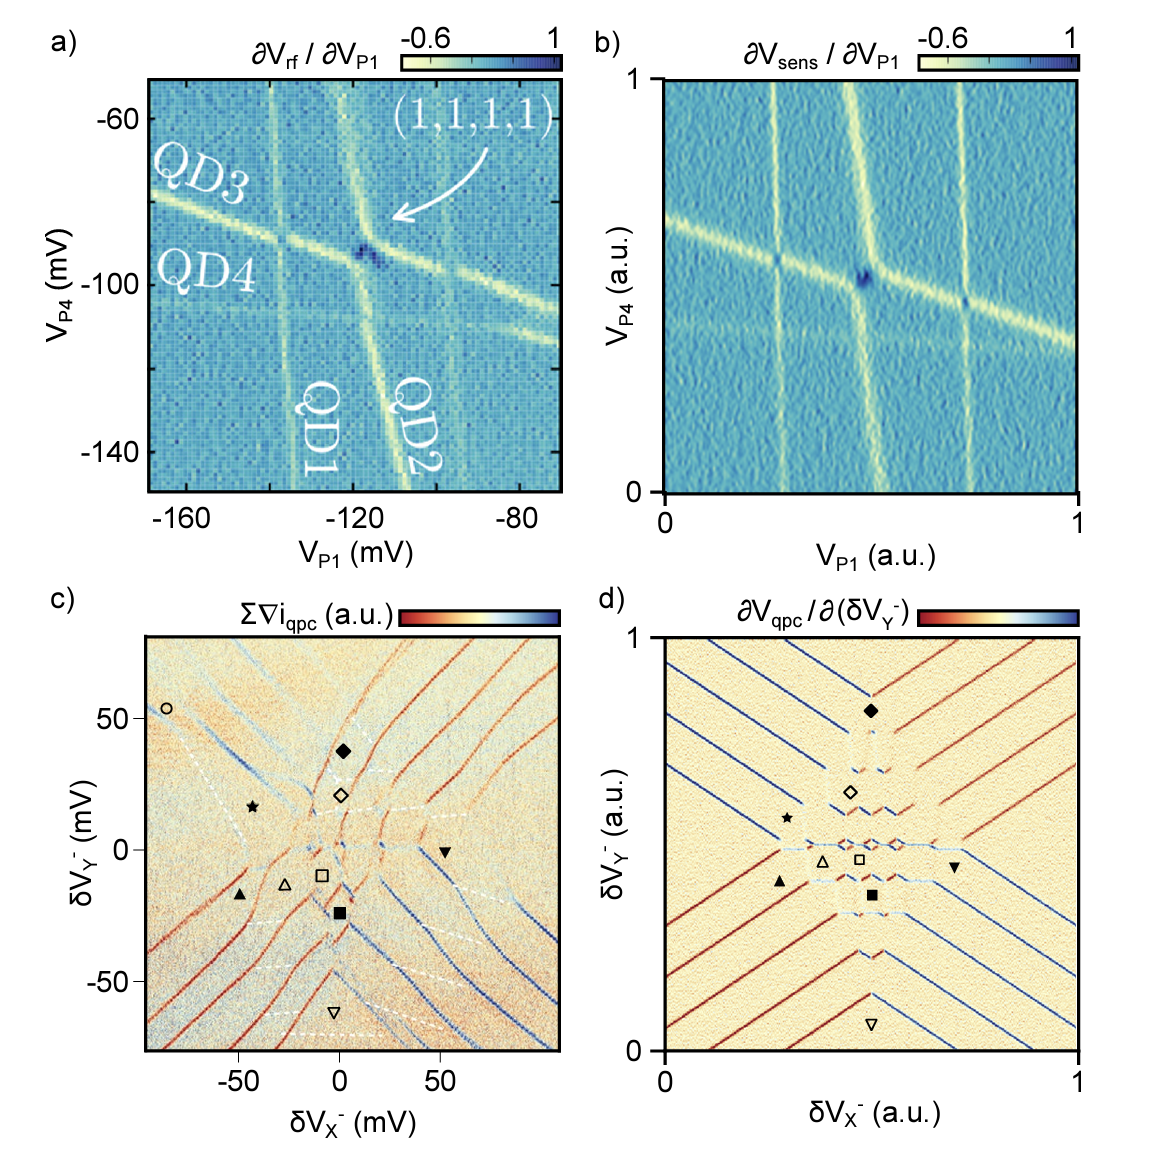 a)
∂Vrf / ∂VP1
-0.6 1
VP4 (mV)
-60
-100
-140
QD3
QD4
QD1
QD2
(1,1,1,1)
-160 -120 -80
VP1 (mV)
b)
∂Vsens / ∂VP1
-0.6 1
VP4 (a.u.)
1
0
0 1
VP1 (a.u.)
c)
Σ∇iqpc (a.u.)
δVY- (mV)
50
0
-50
-50 0 50
δVX- (mV)
d)
∂Vqpc /∂(δVY-)
δVY- (a.u.)
1
0
0 1
δVX- (a.u.)